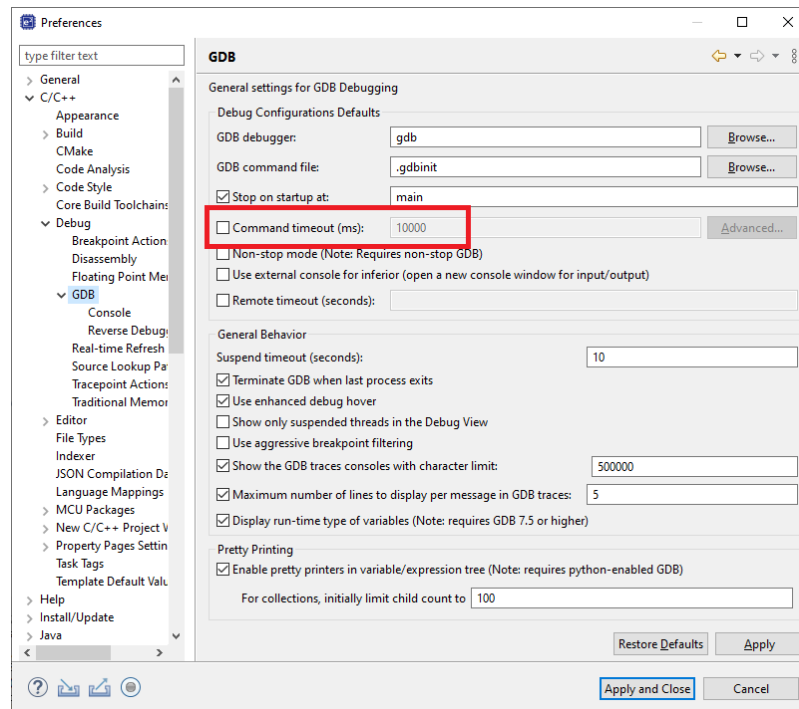 Preferences
type filter text
General
C/C++
Appearance
Build
CMake
Code Analysis
Code Style
Core Build Toolchains
Debug
Breakpoint Action
Disassembly
Floating Point Me
GDB
Console
Reverse Debug
Real-time Refresh
Source Lookup Pa
Tracepoint Actions
Traditional Memor
Editor
File Types
Indexer
JSON Compilation Da
Language Mappings
MCU Packages
New C/C++ Project W
Property Pages Settin
Task Tags
Template Default Valu
Help
Install/Update
Java
GDB
General settings for GDB Debugging
Debug Configurations Defaults
GDB debugger: gdb Browse...
GDB command file: .gdbinit Browse...
Stop on startup at: main
Command timeout (ms): 10000 Advanced...
Non-stop mode (Note: Requires non-stop GDB)
Use external console for inferior (open a new console window for input/output)
Remote timeout (seconds):
General Behavior
Suspend timeout (seconds): 10
Terminate GDB when last process exits
Use enhanced debug hover
Show only suspended threads in the Debug View
Use aggressive breakpoint filtering
Show the GDB traces consoles with character limit: 500000
Maximum number of lines to display per message in GDB traces: 5
Display run-time type of variables (Note: requires GDB 7.5 or higher)
Pretty Printing
Enable pretty printers in variable/expression tree (Note: requires python-enabled GDB)
For collections, initially limit child count to 100
Restore Defaults Apply
Apply and Close Cancel